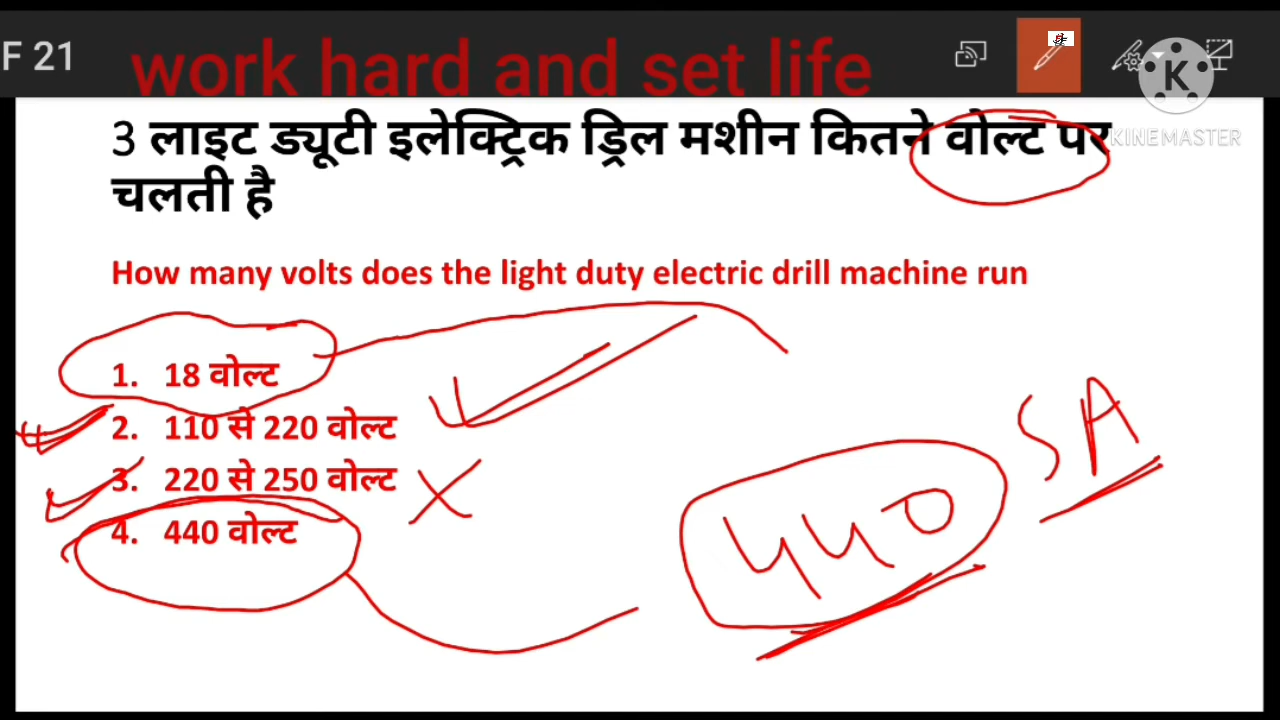 F 21
work hard and set life
K
KINEMASTER
3 लाइट ड्यूटी इलेक्ट्रिक ड्रिल मशीन कितने वोल्ट पर
चलती है
How many volts does the light duty electric drill machine run
1. 18 वोल्ट
2. 110 से 220 वोल्ट
3. 220 से 250 वोल्ट
4. 440 वोल्ट
440
SA